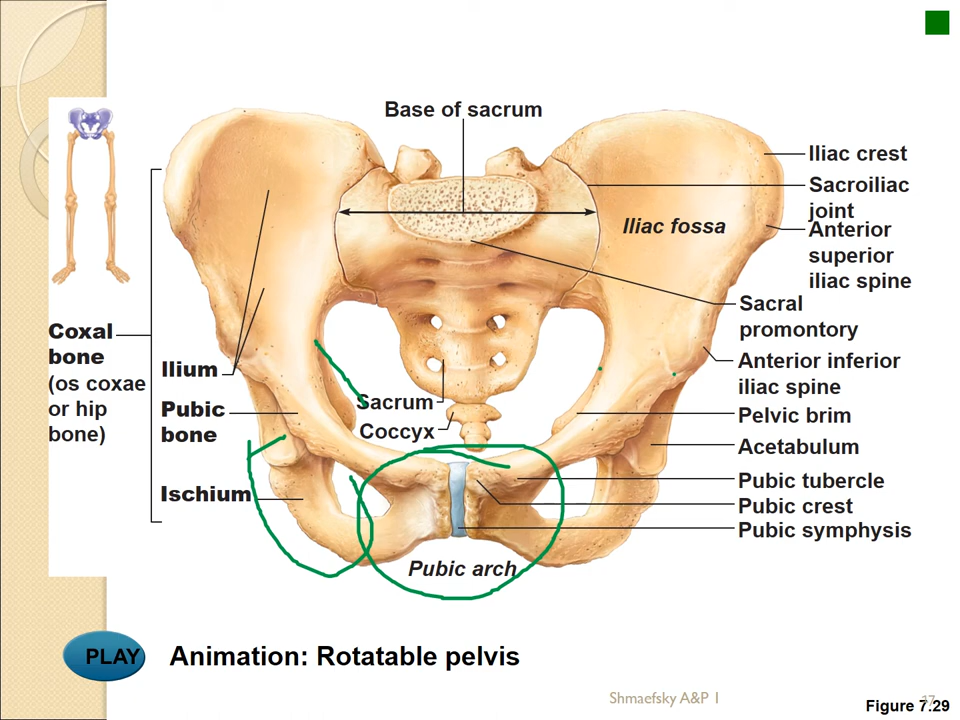 Base of sacrum
Iliac crest
Sacroiliac
joint
Iliac fossa
Anterior
superior
iliac spine
Sacral
promontory
Coxal
bone
(os coxae
or hip
bone)
Ilium
Anterior inferior
iliac spine
Sacrum
Pubic
bone
Coccyx
Pelvic brim
Acetabulum
Pubic tubercle
Ischium
Pubic crest
Pubic symphysis
Pubic arch
PLAY
Animation: Rotatable pelvis
Shmaefsky A&P 1
17
Figure 7.29